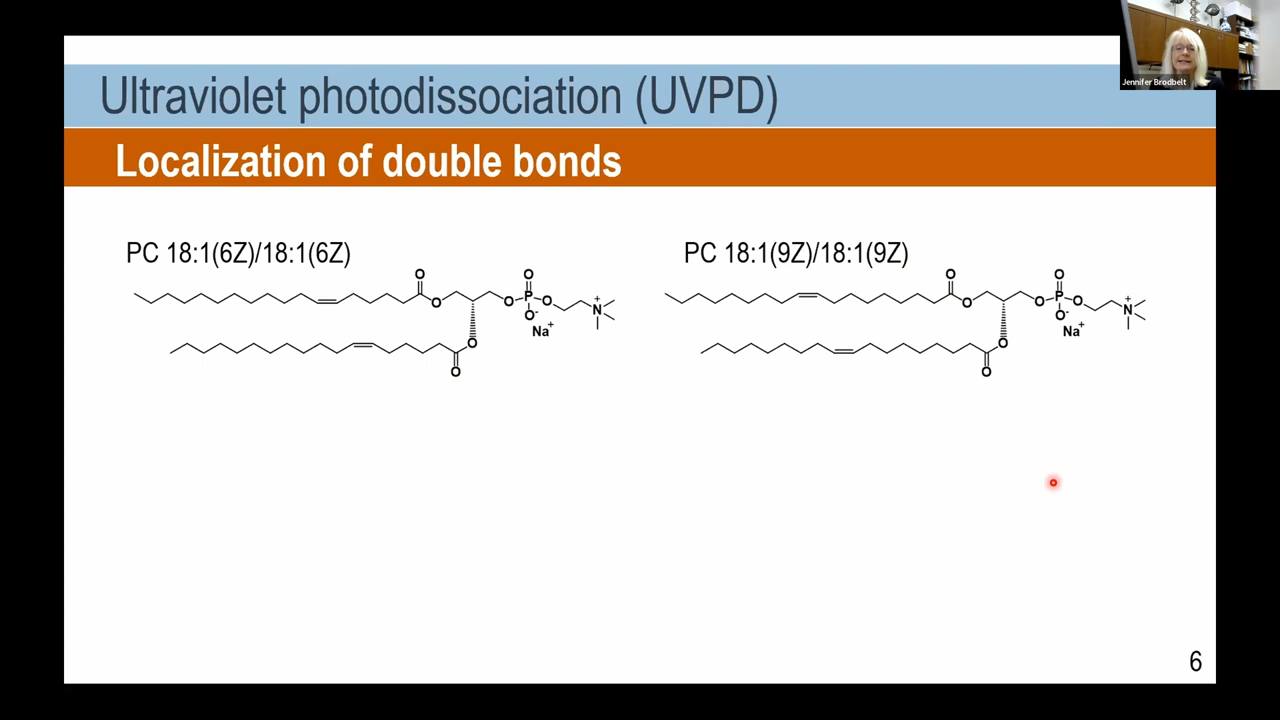 Ultraviolet photodissociation (UVPD)
Jennifer Brodbelt
Localization of double bonds
PC 18:1(6Z)/18:1(6Z)
PC 18:1(9Z)/18:1(9Z)
O O
O O P O + N
O-
Na+
O
O
O O
O O P O + N
O-
Na+
O
O
6